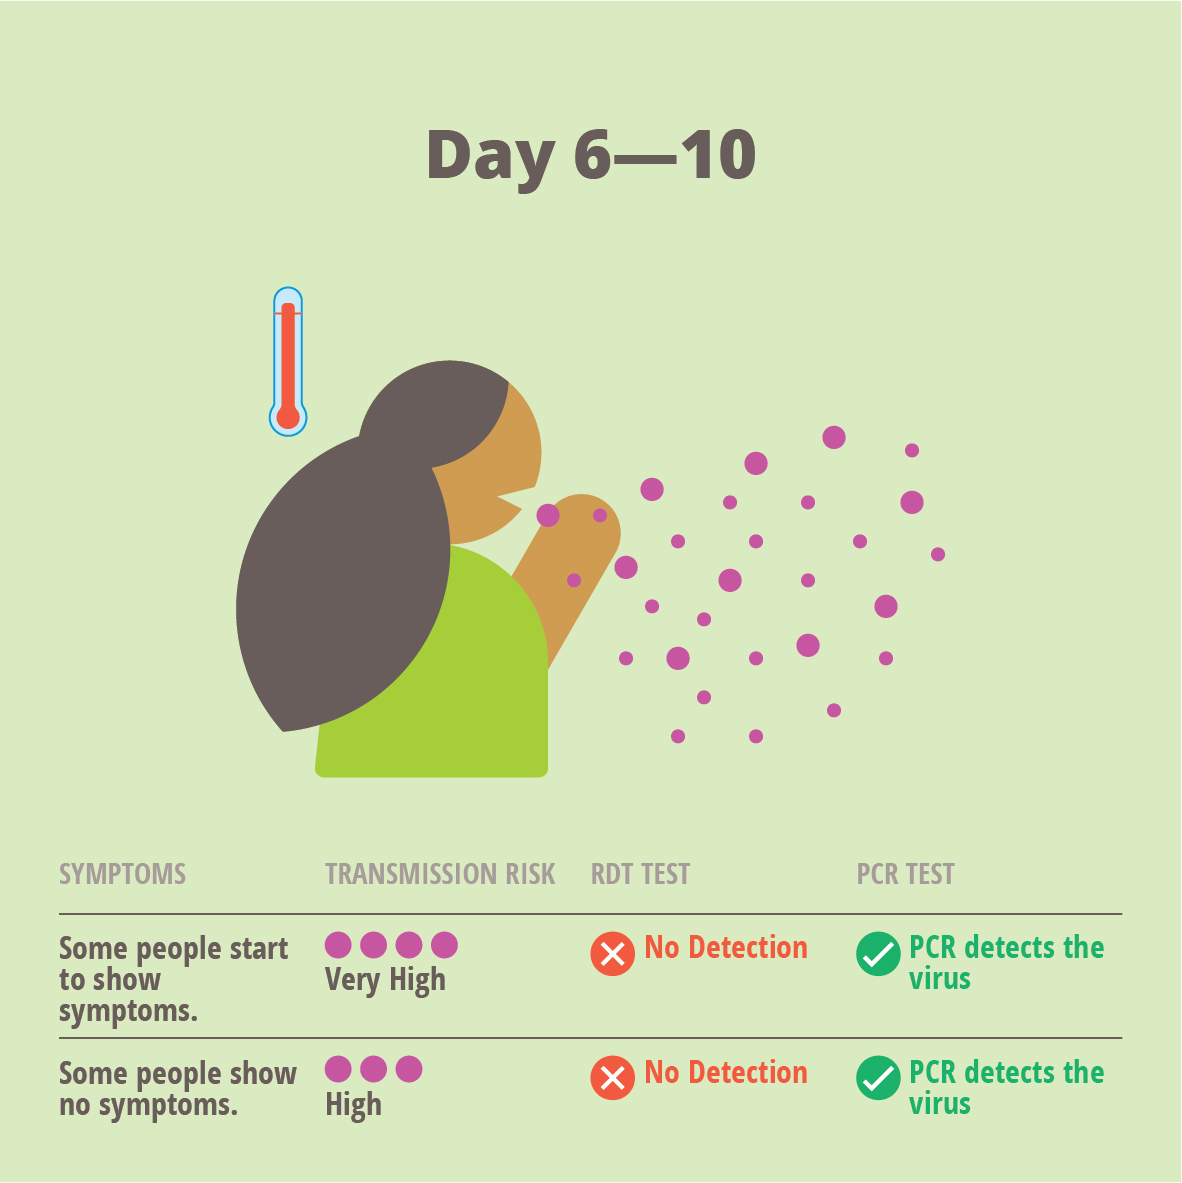 Day 6—10
SYMPTOMS TRANSMISSION RISK RDT TEST PCR TEST
Some people start
to show
symptoms.
Very High
No Detection
PCR detects the
virus
Some people show
no symptoms.
High
No Detection
PCR detects the
virus